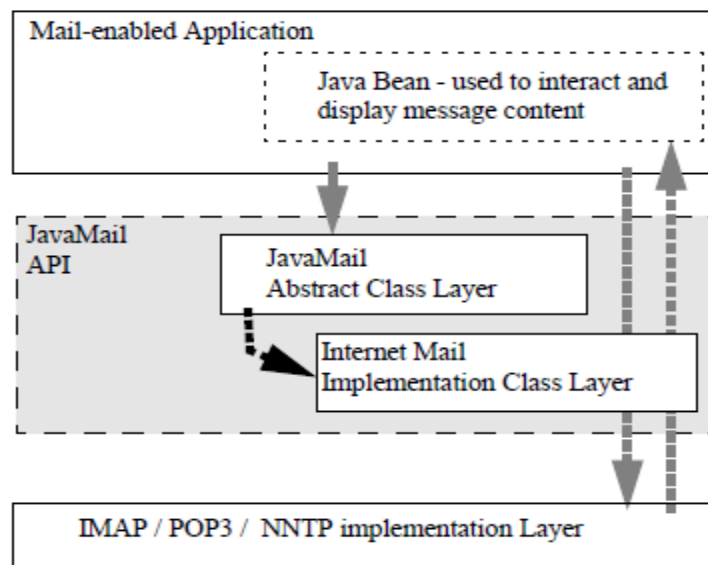 Mail-enabled Application
Java Bean - used to interact and
display message content
JavaMail
API
JavaMail
Abstract Class Layer
Internet Mail
Implementation Class Layer
IMAP / POP3 / NNTP implementation Layer